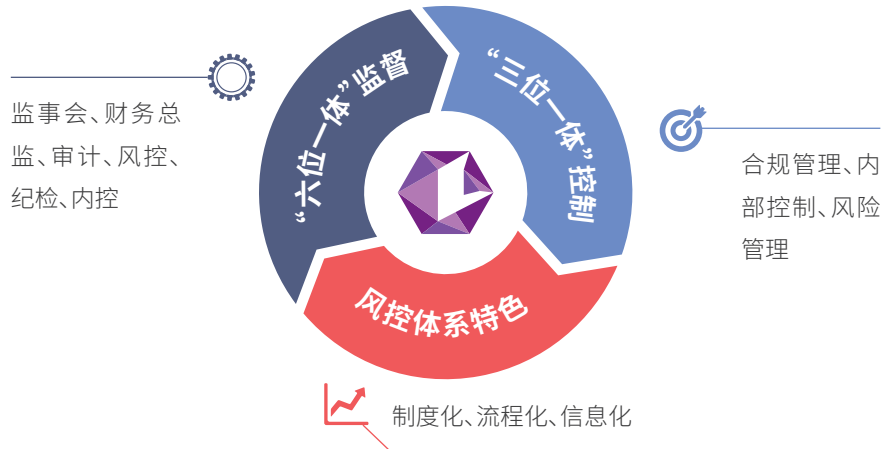 “六位一体”监督
监事会、财务总
监、审计、风控、
纪检、内控
“三位一体”控制
合规管理、内
部控制、风险
管理
风控体系特色
制度化、流程化、信息化